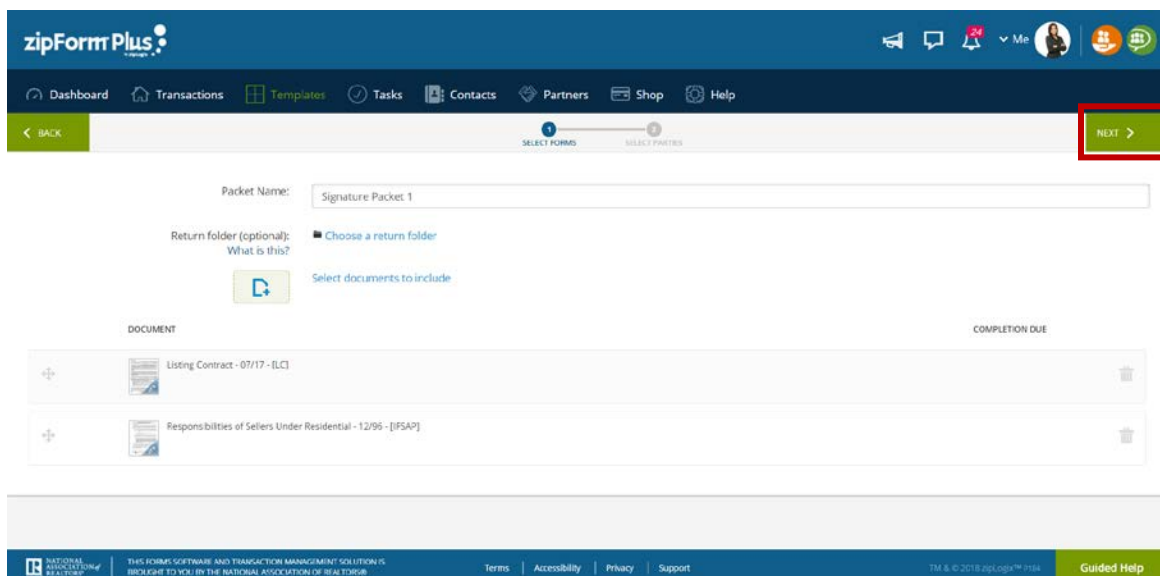 zipForm Plus
24
Me
Dashboard Transactions Templates Tasks Contacts Partners Shop Help
BACK
1
2
SELECT FORMS SELECT PARTIES
NEXT
Packet Name: Signature Packet 1
Return folder (optional): Choose a return folder
What is this?
Select documents to include
DOCUMENT COMPLETION DUE
Listing Contract - 07/17 - [LC]
Responsibilities of Sellers Under Residential - 12/96 - [IFSAP]
NATIONAL
ASSOCIATION of
REALTORS®
THIS FORMS SOFTWARE AND TRANSACTION MANAGEMENT SOLUTION IS
BROUGHT TO YOU BY THE NATIONAL ASSOCIATION OF REALTORS®
Terms | Accessibility | Privacy | Support
TM & © 2018 zipLogix™
Guided Help